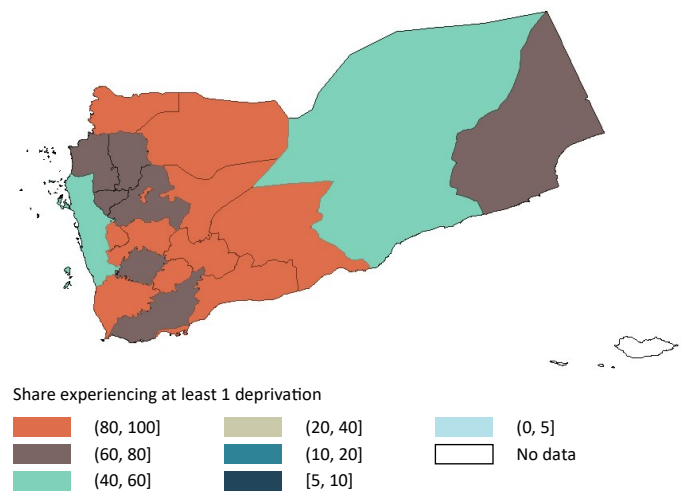 Share experiencing at least 1 deprivation
(80, 100] (20, 40] (0, 5]
(60, 80] (10, 20] No data
(40, 60] [5, 10]